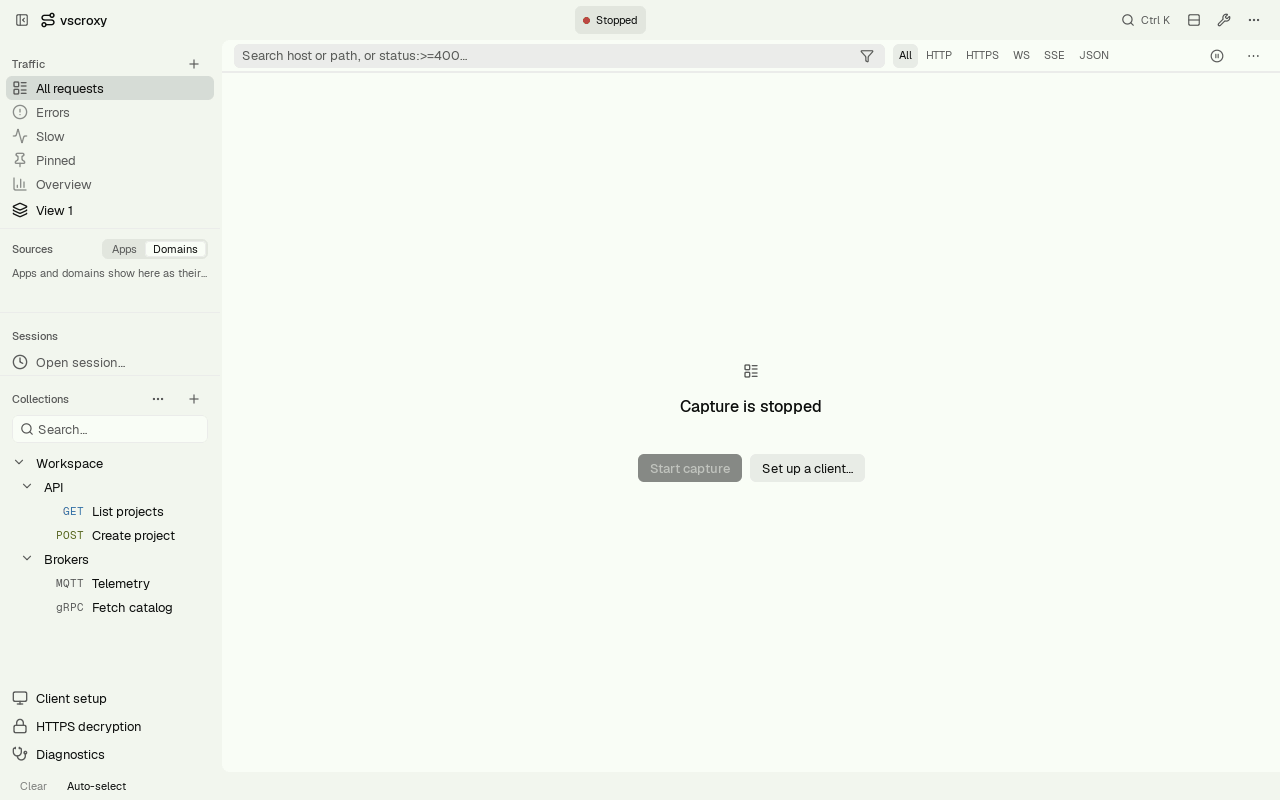 vscroxy
Stopped
Ctrl K
Traffic
All requests
Errors
Slow
Pinned
Overview
View 1
Sources
Apps
Domains
Apps and domains show here as their...
Sessions
Open session...
Collections
Search...
Workspace
API
GET List projects
POST Create project
Brokers
MQTT Telemetry
gRPC Fetch catalog
Client setup
HTTPS decryption
Diagnostics
Clear
Auto-select
Search host or path, or status:>=400...
All
HTTP
HTTPS
WS
SSE
JSON
Capture is stopped
Start capture
Set up a client...